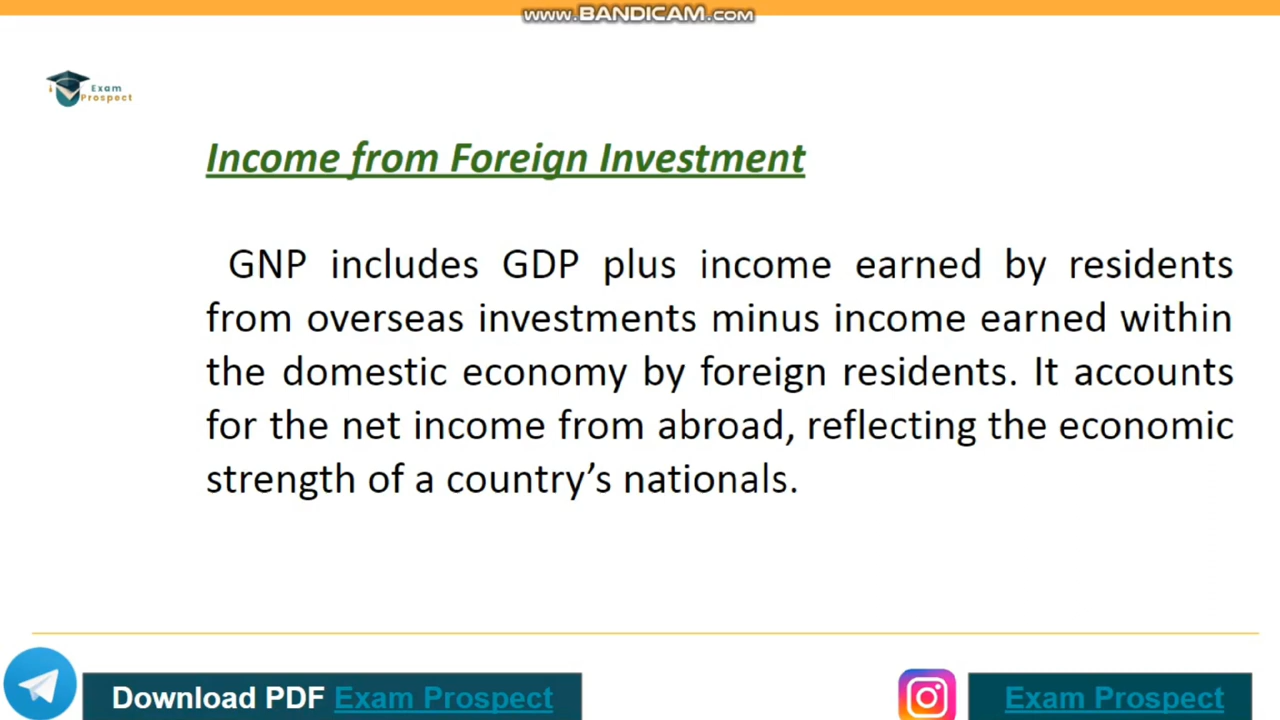 www.BANDICAM.com
Exam
Prospect
Income from Foreign Investment
GNP includes GDP plus income earned by residents
from overseas investments minus income earned within
the domestic economy by foreign residents. It accounts
for the net income from abroad, reflecting the economic
strength of a country’s nationals.
Download PDF Exam Prospect
Exam Prospect